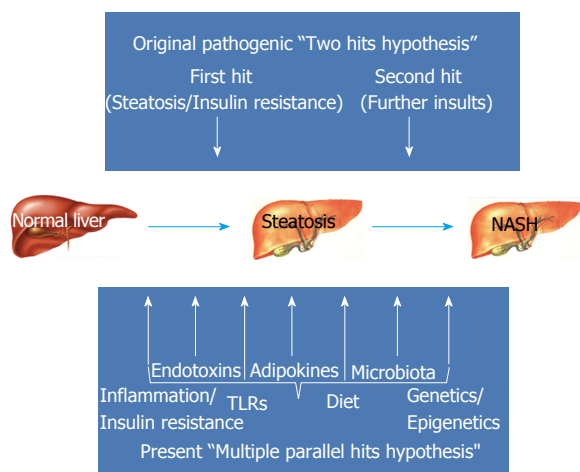 Original pathogenic “Two hits hypothesis”
First hit
(Steatosis/Insulin resistance)
Second hit
(Further insults)
Normal liver
Steatosis
NASH
Endotoxins
Adipokines
Microbiota
Inflammation/
Insulin resistance
TLRs
Diet
Genetics/
Epigenetics
Present “Multiple parallel hits hypothesis"